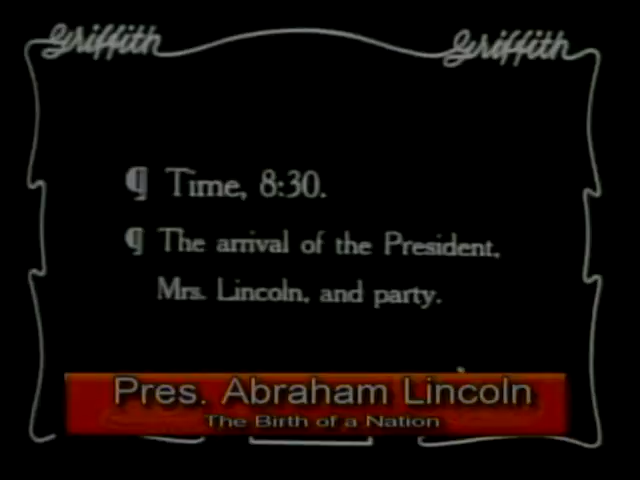 Griffith Griffith
¶ Time, 8:30.
¶ The arrival of the President,
Mrs. Lincoln, and party.
Pres. Abraham Lincoln
The Birth of a Nation